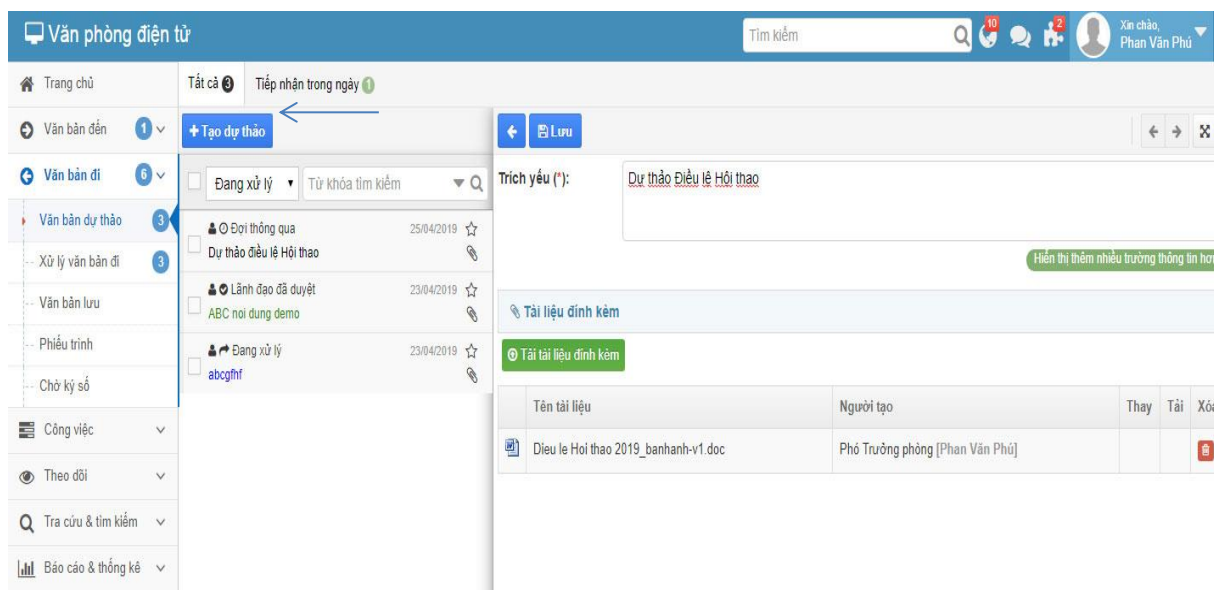 Văn phòng điện tử
Tìm kiếm
10
2
Xin chào,
Phan Văn Phú
Trang chủ
Văn bản đến 1
Văn bản đi 6
Văn bản dự thảo 3
Xử lý văn bản đi 3
Văn bản lưu
Phiếu trình
Chờ ký số
Công việc
Theo dõi
Tra cứu & tìm kiếm
Báo cáo & thống kê
Tất cả 3 Tiếp nhận trong ngày 1
+ Tạo dự thảo
Đang xử lý Từ khóa tìm kiếm
Đợi thông qua 25/04/2019
Dự thảo điều lệ Hội thao
Lãnh đạo đã duyệt 23/04/2019
ABC noi dung demo
Đang xử lý 23/04/2019
abcgfhf
Lưu
Trích yếu (*): Dự thảo Điều lệ Hội thao
Hiển thị thêm nhiều trường thông tin hơ
Tài liệu đính kèm
Tải tài liệu đính kèm
Tên tài liệu Người tạo Thay Tải Xóa
Dieu le Hoi thao 2019_banhanh-v1.doc Phó Trưởng phòng [Phan Văn Phú]